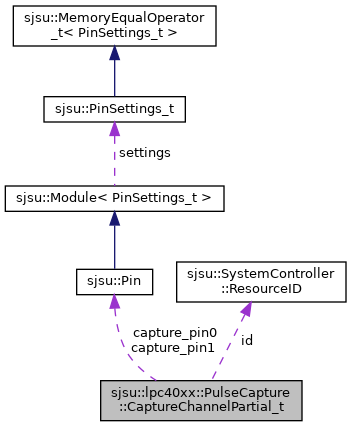 sjsu::MemoryEqualOperator
_t< PinSettings_t >
sjsu::PinSettings_t
settings
sjsu::Module< PinSettings_t >
sjsu::Pin
sjsu::SystemController
::ResourceID
capture_pin0
capture_pin1
id
sjsu::lpc40xx::PulseCapture
::CaptureChannelPartial_t